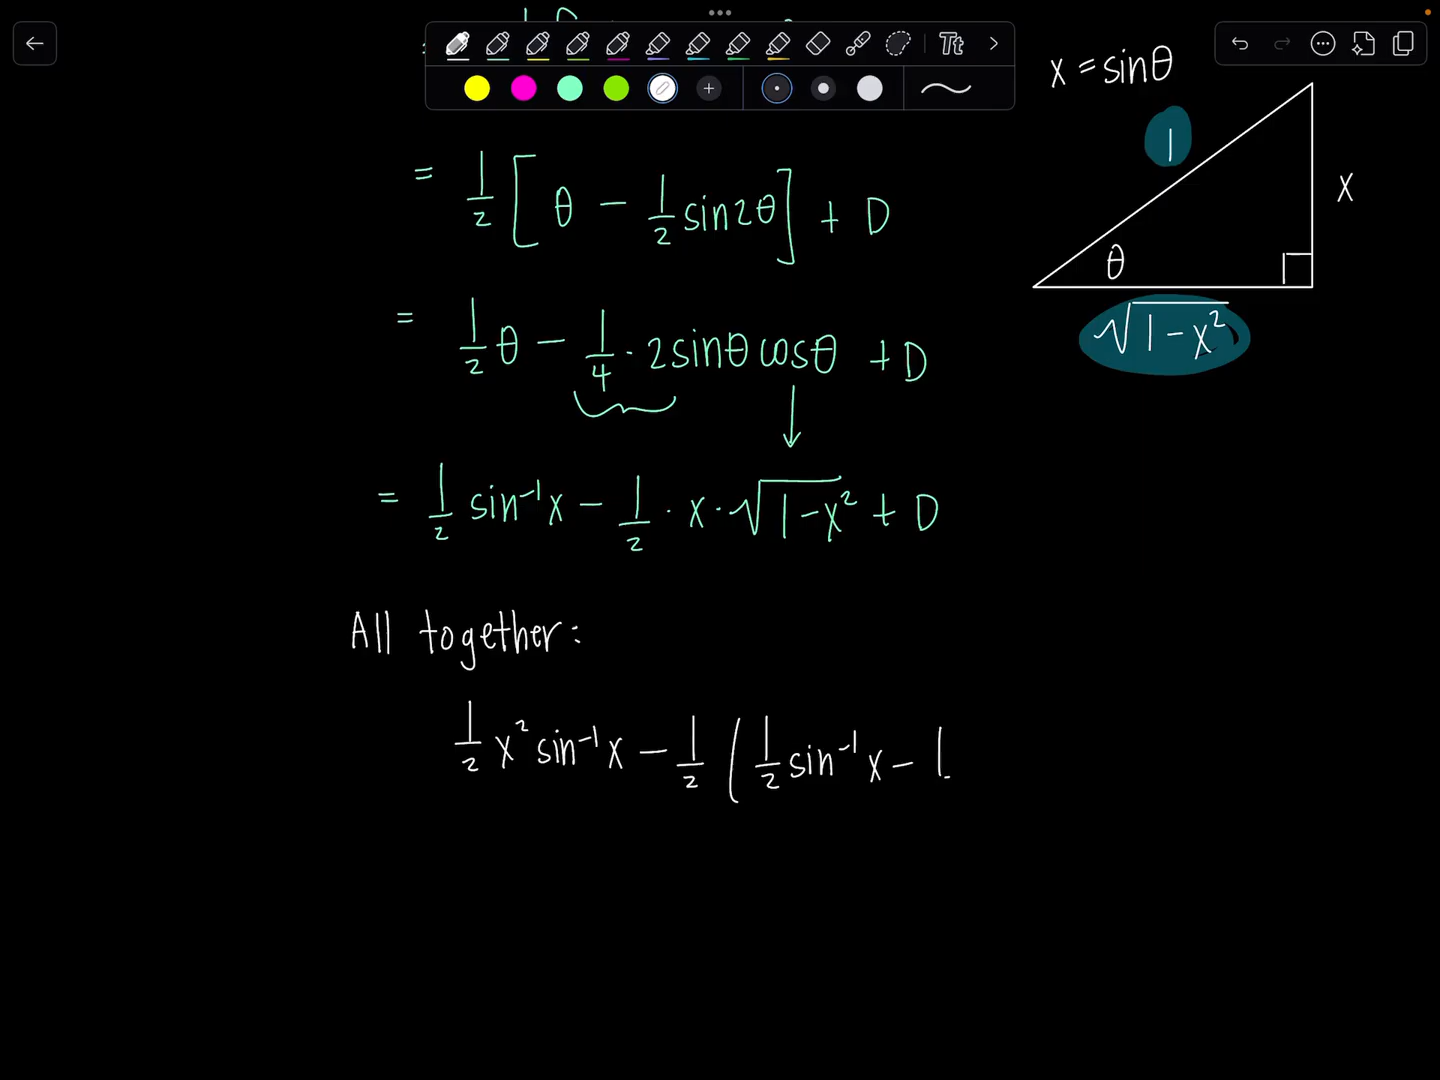 Tt
x = sinθ
1
x
θ
√(1-x²)
= 1/2 [ θ - 1/2 sin2θ ] + D
= 1/2 θ - 1/4 · 2sinθ cosθ + D
= 1/2 sin⁻¹x - 1/2 · x · √(1-x²) + D
All together:
1/2 x² sin⁻¹x - 1/2 ( 1/2 sin⁻¹x - 1